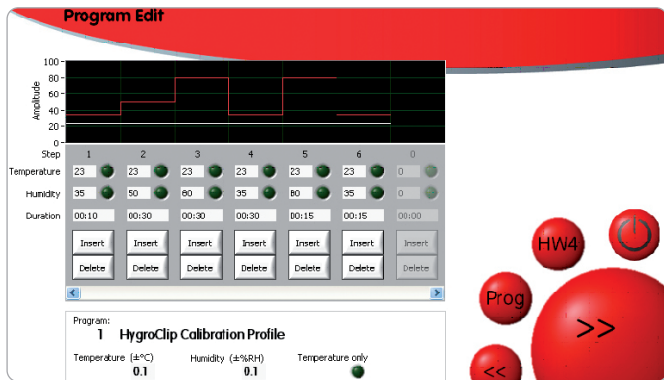 Program Edit
100
80
60
40
20
0
Amplitude
Step 1 2 3 4 5 6 0
Temperature 23 23 23 23 23 23 0
Humidity 35 50 80 35 80 35 0
Duration 00:10 00:30 00:30 00:30 00:15 00:15 00:00
Insert Insert Insert Insert Insert Insert Insert
Delete Delete Delete Delete Delete Delete Delete
Program:
1 HygroClip Calibration Profile
Temperature (±°C) Humidity (±%RH) Temperature only
0.1 0.1
HW4
Prog
>>
<<